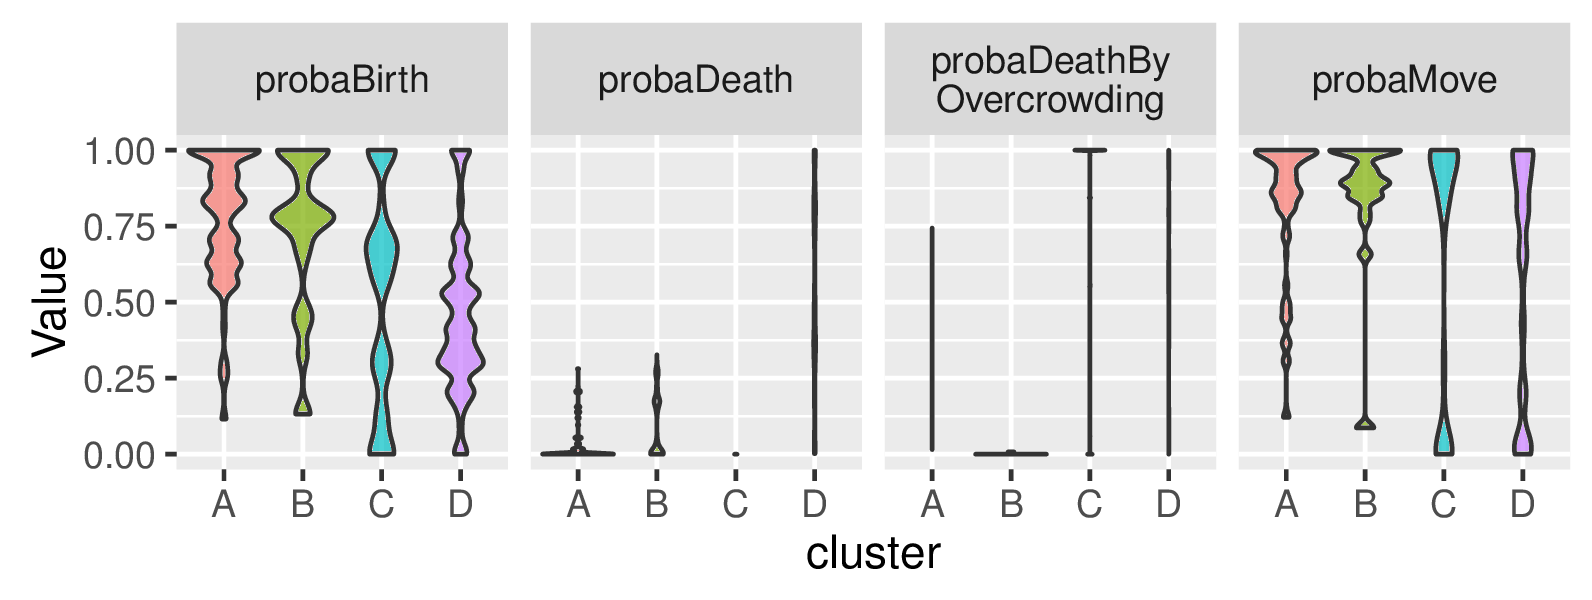 probaBirth
probaDeath
probaDeathBy
Overcrowding
probaMove
Value
1.00
0.75
0.50
0.25
0.00
A B C D
A B C D
A B C D
A B C D
cluster